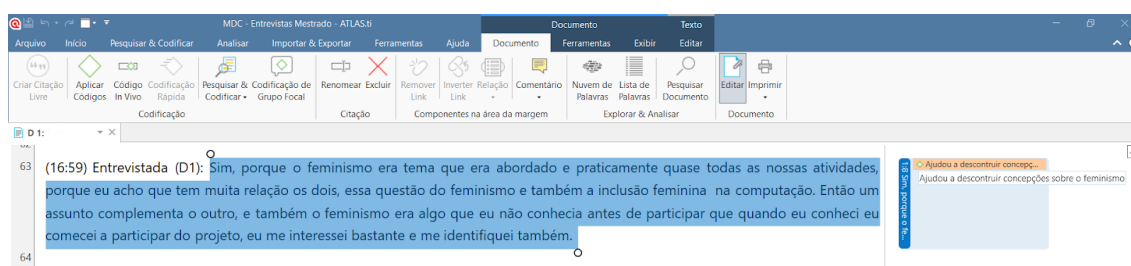 MDC - Entrevistas Mestrado - ATLAS.ti
Documento Texto
Arquivo Início Pesquisar & Codificar Analisar Importar & Exportar Ferramentas Ajuda Documento Ferramentas Exibir Editar
Criar Citação Livre
Aplicar Códigos
Código In Vivo
Codificação Rápida
Pesquisar & Codificar
Codificação de Grupo Focal
Renomear
Excluir
Remover Link
Inverter Link
Relação
Comentário
Nuvem de Palavras
Lista de Palavras
Pesquisar Documento
Editar
Imprimir
Codificação Citação Componentes na área da margem Explorar & Analisar Documento
D 1:
63 (16:59) Entrevistada (D1): Sim, porque o feminismo era tema que era abordado e praticamente quase todas as nossas atividades,
porque eu acho que tem muita relação os dois, essa questão do feminismo e também a inclusão feminina na computação. Então um
assunto complementa o outro, e também o feminismo era algo que eu não conhecia antes de participar que quando eu conheci eu
comecei a participar do projeto, eu me interessei bastante e me identifiquei também.
64
1:8 Sim, porque o fe...
Ajudou a descontruir concepç...
Ajudou a descontruir concepções sobre o feminismo